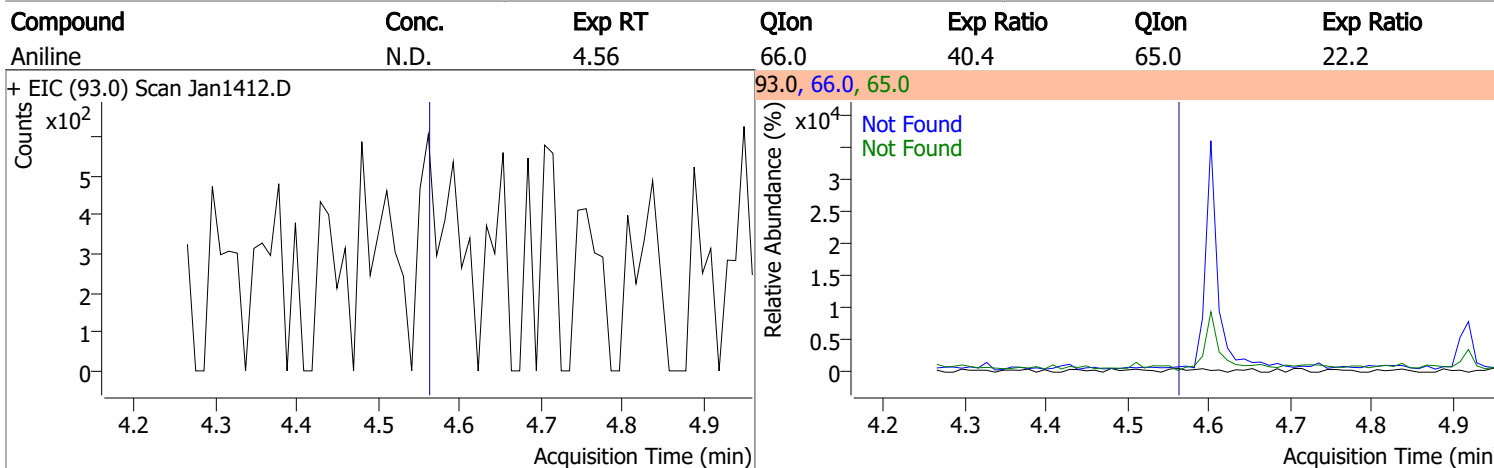 Compound Conc. Exp RT QIon Exp Ratio QIon Exp Ratio
Aniline N.D. 4.56 66.0 40.4 65.0 22.2
+ EIC (93.0) Scan Jan1412.D
Counts
x10²
5
4
3
2
1
0
4.2 4.3 4.4 4.5 4.6 4.7 4.8 4.9
Acquisition Time (min)
93.0, 66.0, 65.0
Relative Abundance (%)
x10⁴
Not Found
Not Found
3
2.5
2
1.5
1
0.5
0
4.2 4.3 4.4 4.5 4.6 4.7 4.8 4.9
Acquisition Time (min